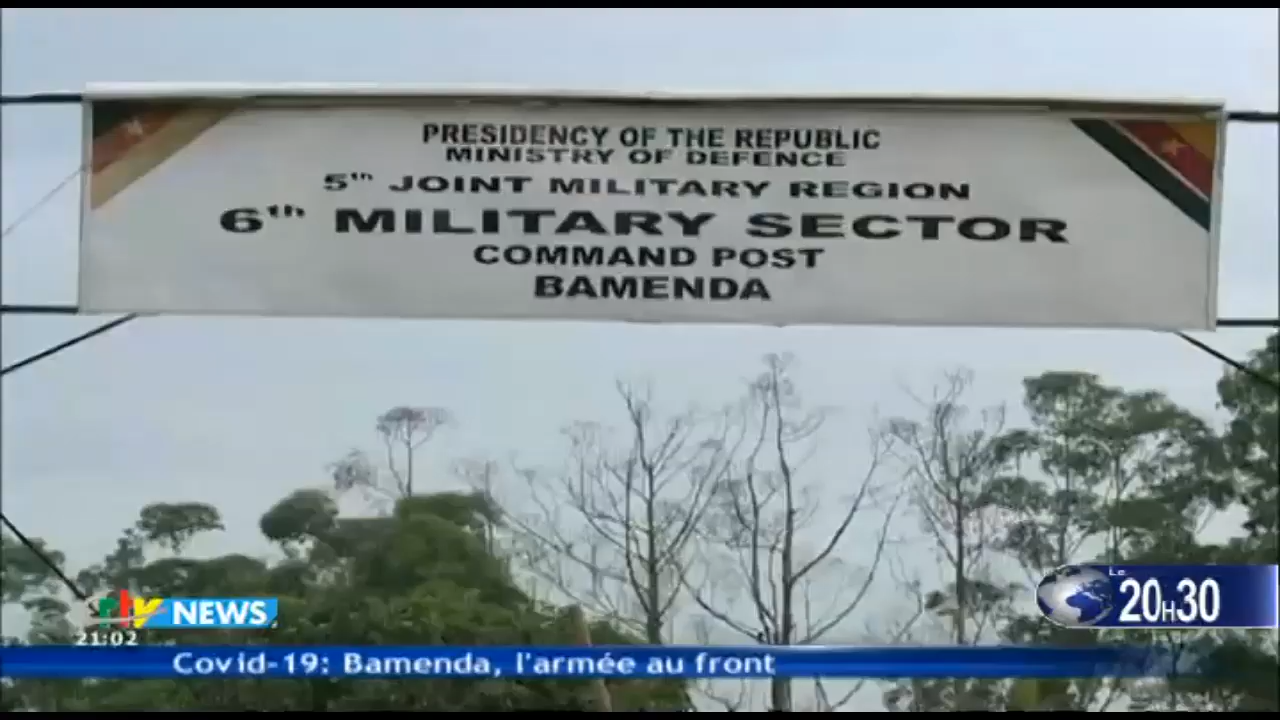 PRESIDENCY OF THE REPUBLIC
MINISTRY OF DEFENCE
5th JOINT MILITARY REGION
6th MILITARY SECTOR
COMMAND POST
BAMENDA
Le
20H30
crtv NEWS
21:02
Covid-19: Bamenda, l'armée au front